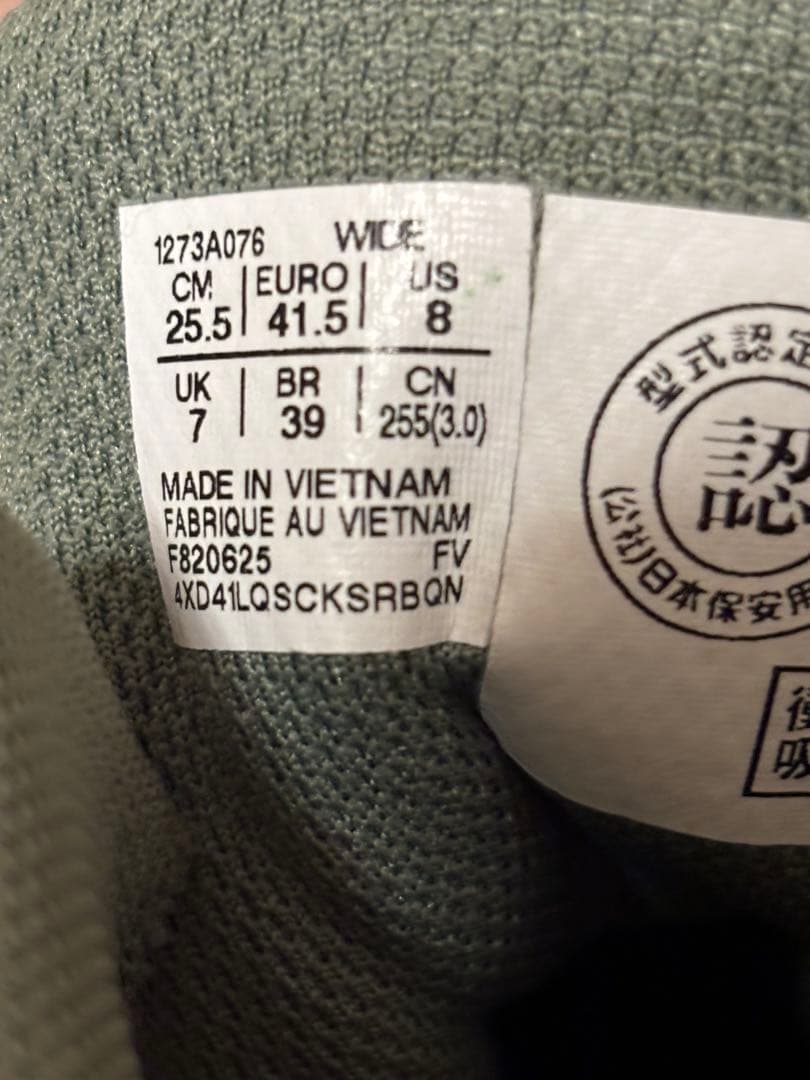 1273A076 WIDE
CM EURO US
25.5 41.5 8
UK BR CN
7 39 255(3.0)
MADE IN VIETNAM
FABRIQUE AU VIETNAM
F820625 FV
4XD41LQSCKSRBQN
型式認定
認
(公社)日本保安用
衝
吸